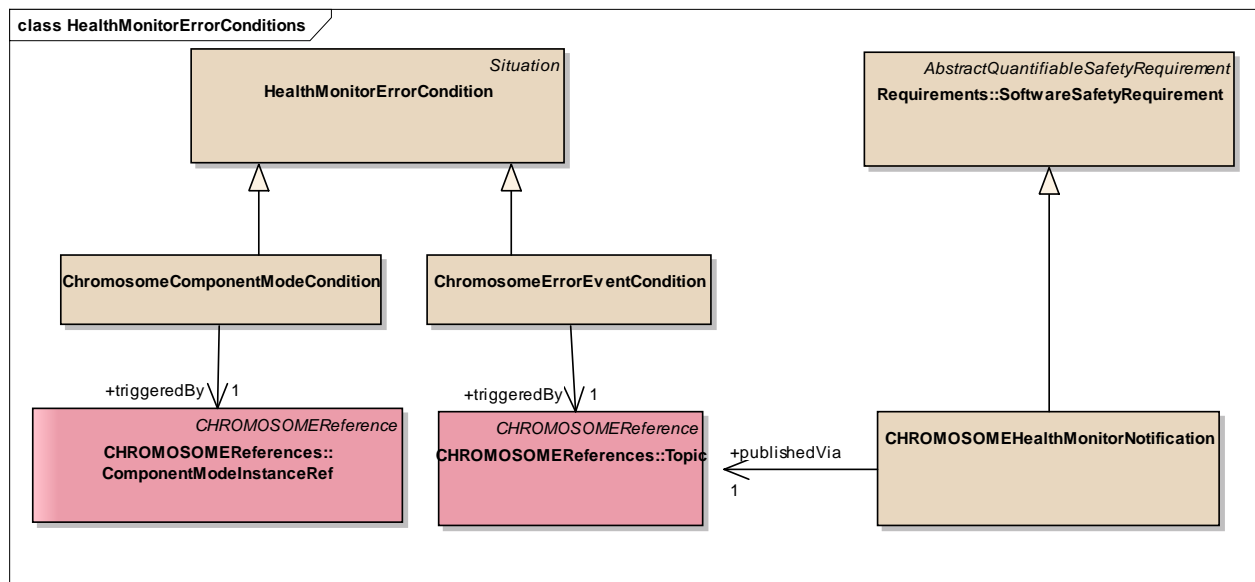 class HealthMonitorErrorConditions
Situation
HealthMonitorErrorCondition
AbstractQuantifiableSafetyRequirement
Requirements::SoftwareSafetyRequirement
ChromosomeComponentModeCondition
ChromosomeErrorEventCondition
+triggeredBy 1
+triggeredBy 1
CHROMOSOMEReference
CHROMOSOMEReferences::
ComponentModeInstanceRef
CHROMOSOMEReference
CHROMOSOMEReferences::Topic
+publishedVia
1
CHROMOSOMEHealthMonitorNotification